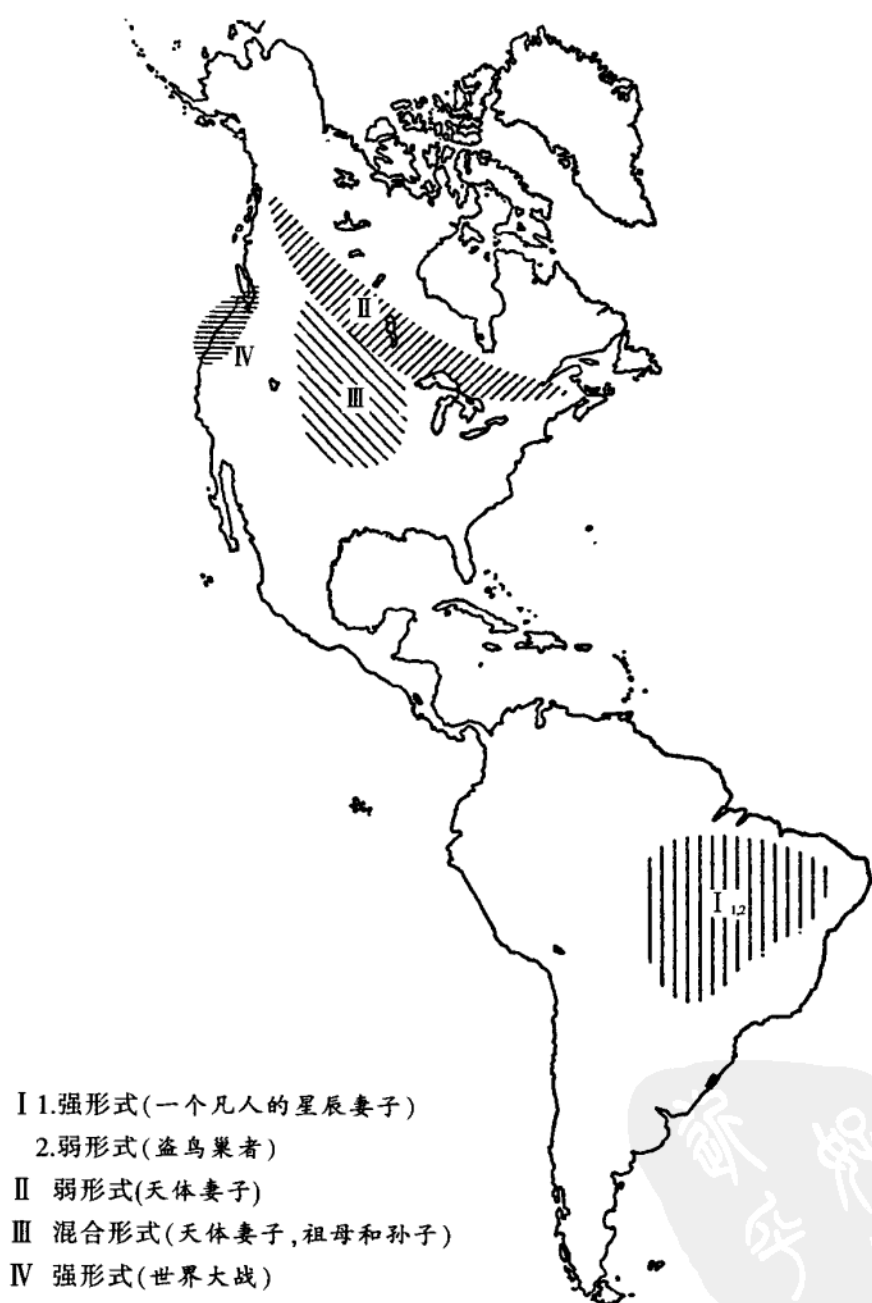 Ⅱ
Ⅳ
Ⅲ
Ⅰ 1,2
Ⅰ 1.强形式(一个凡人的星辰妻子)
2.弱形式(盗鸟巢者)
Ⅱ 弱形式(天体妻子)
Ⅲ 混合形式(天体妻子,祖母和孙子)
Ⅳ 强形式(世界大战)